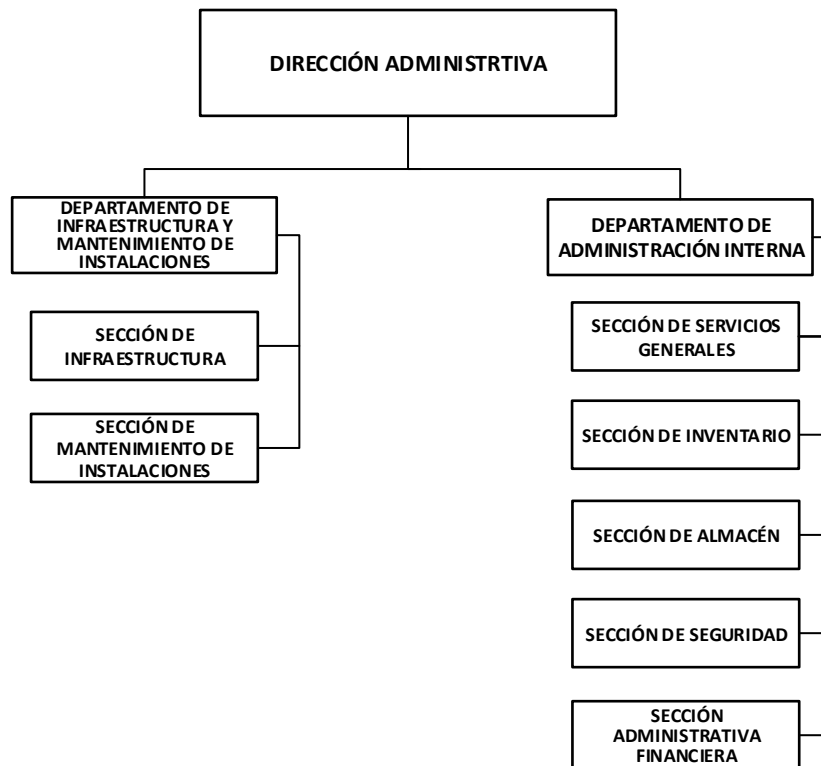 DIRECCIÓN ADMINISTRTIVA
DEPARTAMENTO DE
INFRAESTRUCTURA Y
MANTENIMIENTO DE
INSTALACIONES
SECCIÓN DE
INFRAESTRUCTURA
SECCIÓN DE
MANTENIMIENTO DE
INSTALACIONES
DEPARTAMENTO DE
ADMINISTRACIÓN INTERNA
SECCIÓN DE SERVICIOS
GENERALES
SECCIÓN DE INVENTARIO
SECCIÓN DE ALMACÉN
SECCIÓN DE SEGURIDAD
SECCIÓN
ADMINISTRATIVA
FINANCIERA